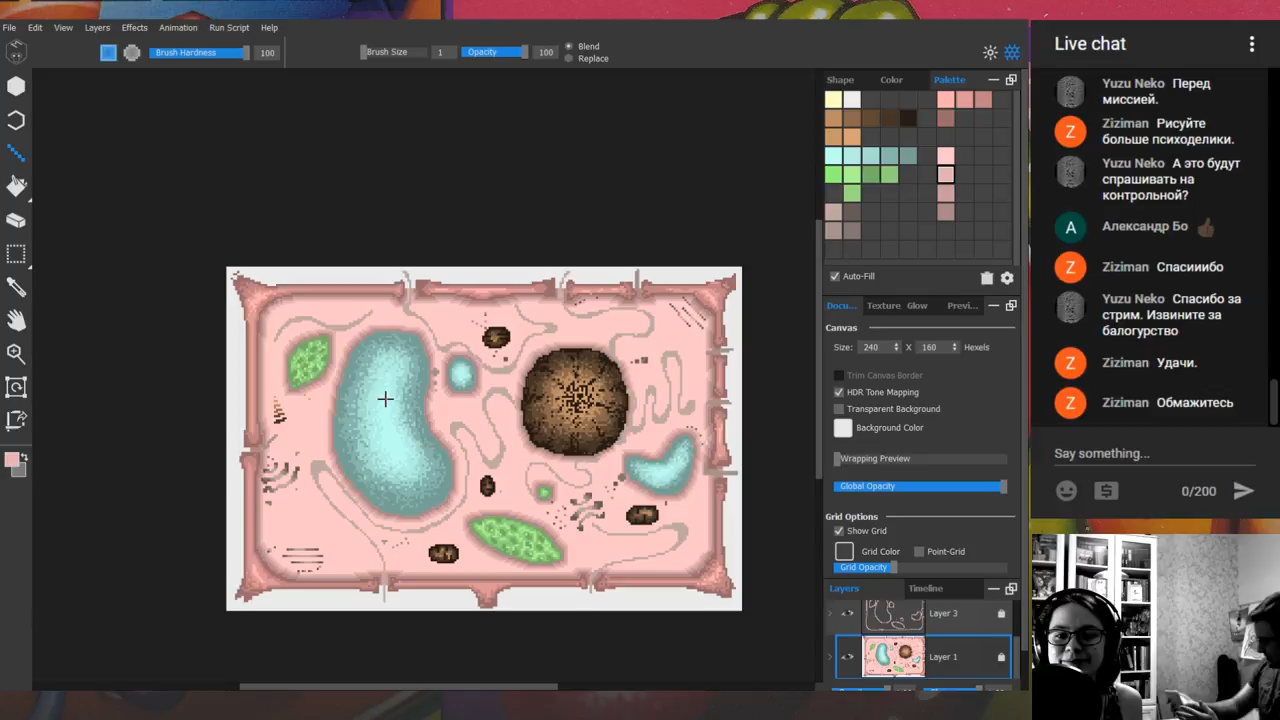 File Edit View Layers Effects Animation Run Script Help
Brush Hardness 100 Brush Size 1 Opacity 100 Blend
Replace
Shape Color Palette
Auto-Fill
Docu... Texture Glow Previ...
Canvas
Size: 240 X 160 Hexels
Trim Canvas Border
HDR Tone Mapping
Transparent Background
Background Color
Wrapping Preview
Global Opacity
Grid Options
Show Grid
Grid Color Point-Grid
Grid Opacity
Layers Timeline
Layer 3
Layer 1
Live chat
Yuzu Neko Перед
миссией.
Ziziman Рисуйте
больше психоделики.
Yuzu Neko А это будут
спрашивать на
контрольной?
Александр Бо
Ziziman Спасииибо
Yuzu Neko Спасибо за
стрим. Извините за
балогурство
Ziziman Удачи.
Ziziman Обмажитесь
Say something...
0/200